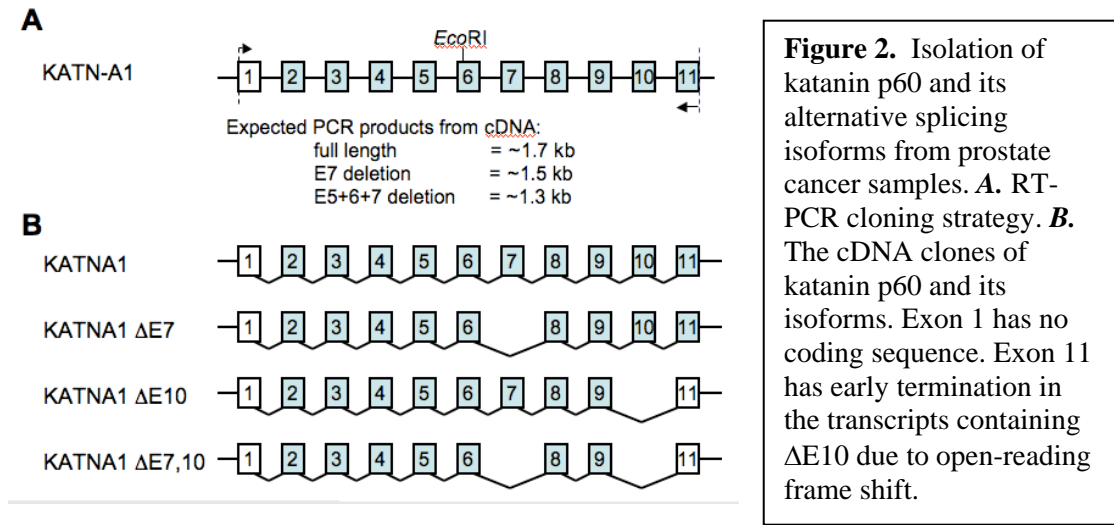 A
EcoRI
KATN-A1
1 2 3 4 5 6 7 8 9 10 11
Expected PCR products from cDNA:
full length = ~1.7 kb
E7 deletion = ~1.5 kb
E5+6+7 deletion = ~1.3 kb
B
KATNA1 1 2 3 4 5 6 7 8 9 10 11
KATNA1 ΔE7 1 2 3 4 5 6 8 9 10 11
KATNA1 ΔE10 1 2 3 4 5 6 7 8 9 11
KATNA1 ΔE7,10 1 2 3 4 5 6 8 9 11
Figure 2. Isolation of
katanin p60 and its
alternative splicing
isoforms from prostate
cancer samples. A. RT-
PCR cloning strategy. B.
The cDNA clones of
katanin p60 and its
isoforms. Exon 1 has no
coding sequence. Exon 11
has early termination in
the transcripts containing
ΔE10 due to open-reading
frame shift.